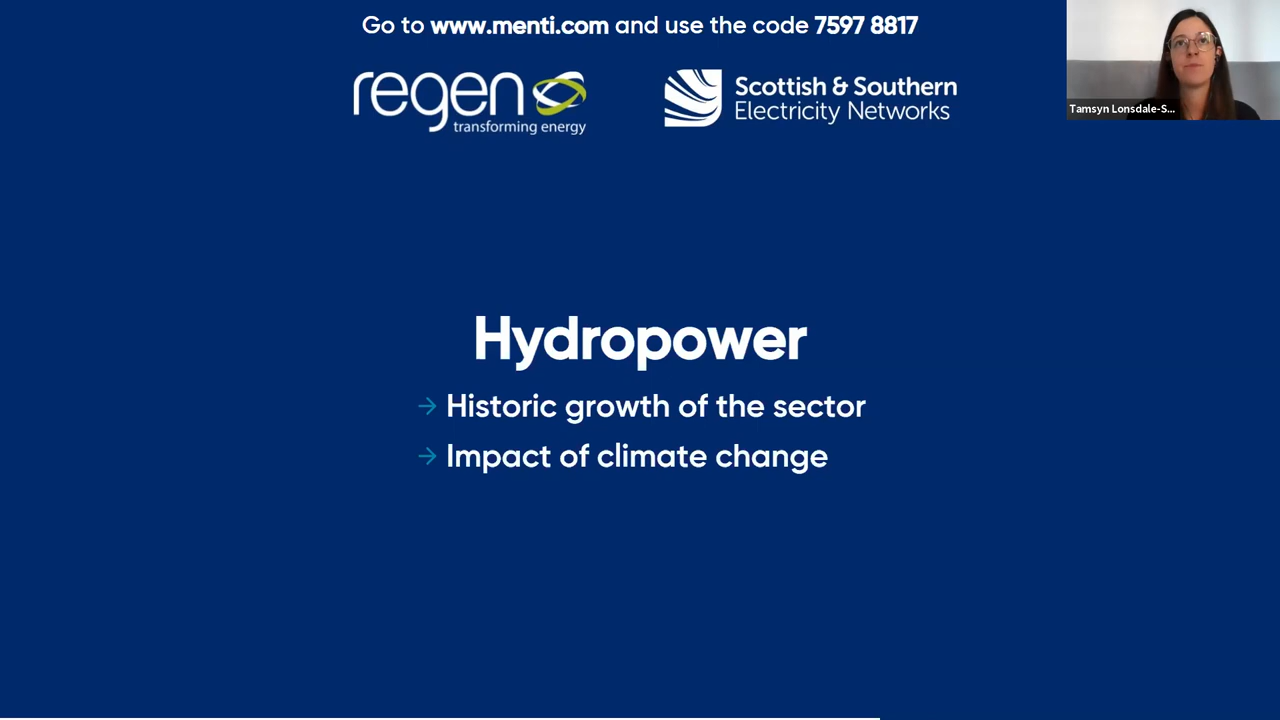 Go to www.menti.com and use the code 7597 8817
regen
transforming energy
Scottish & Southern
Electricity Networks
Tamsyn Lonsdale-S...
Hydropower
→ Historic growth of the sector
→ Impact of climate change